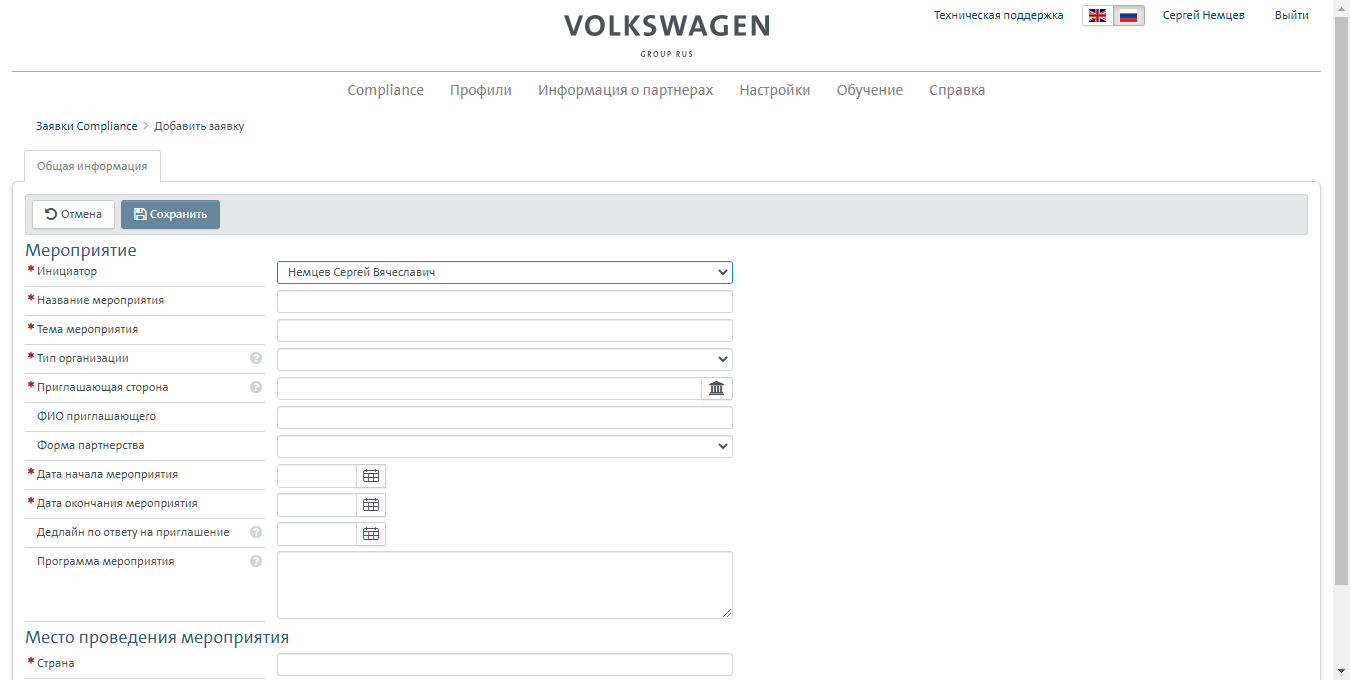 VOLKSWAGEN
GROUP RUS
Техническая поддержка
Сергей Немцев
Выйти
Compliance
Профили
Информация о партнерах
Настройки
Обучение
Справка
Заявки Compliance > Добавить заявку
Общая информация
Отмена
Сохранить
Мероприятие
* Инициатор
Немцев Сергей Вячеславич
* Название мероприятия
* Тема мероприятия
* Тип организации ?
* Приглашающая сторона ?
ФИО приглашающего
Форма партнерства
* Дата начала мероприятия
* Дата окончания мероприятия
Дедлайн по ответу на приглашение ?
Программа мероприятия ?
Место проведения мероприятия
* Страна